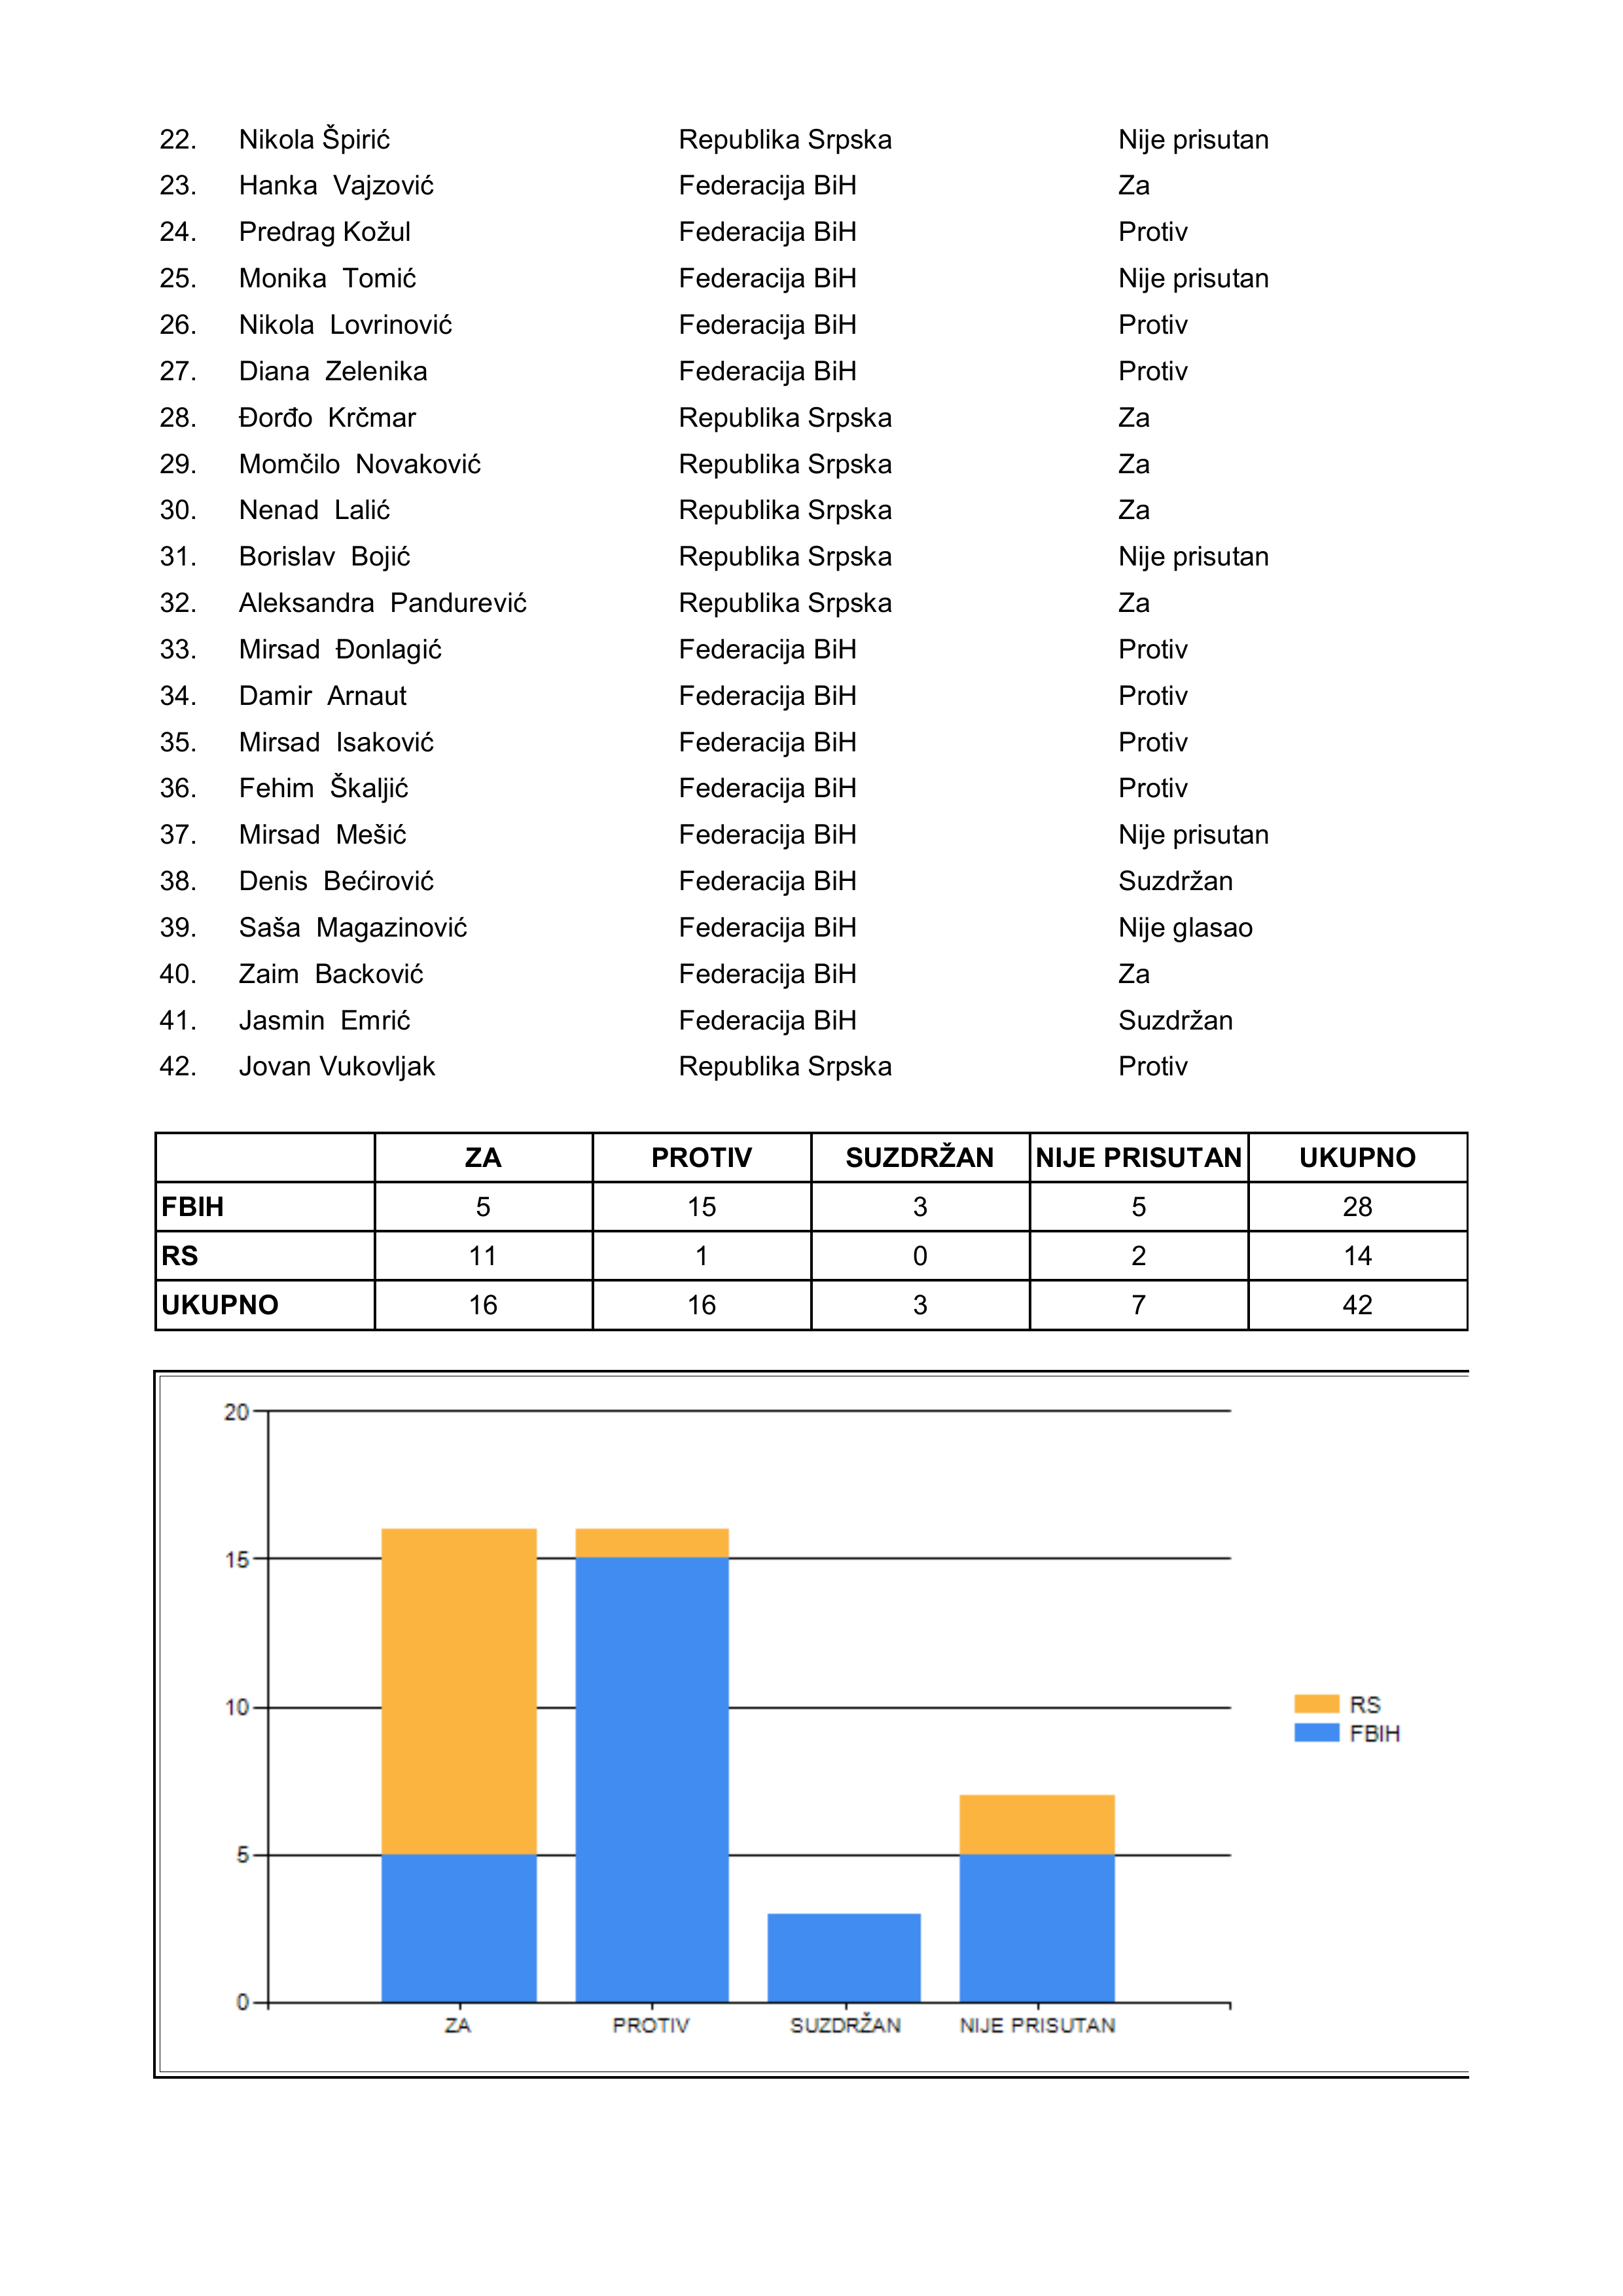 22. Nikola Špirić Republika Srpska Nije prisutan
23. Hanka Vajzović Federacija BiH Za
24. Predrag Kožul Federacija BiH Protiv
25. Monika Tomić Federacija BiH Nije prisutan
26. Nikola Lovrinović Federacija BiH Protiv
27. Diana Zelenika Federacija BiH Protiv
28. Đorđo Krčmar Republika Srpska Za
29. Momčilo Novaković Republika Srpska Za
30. Nenad Lalić Republika Srpska Za
31. Borislav Bojić Republika Srpska Nije prisutan
32. Aleksandra Pandurević Republika Srpska Za
33. Mirsad Đonlagić Federacija BiH Protiv
34. Damir Arnaut Federacija BiH Protiv
35. Mirsad Isaković Federacija BiH Protiv
36. Fehim Škaljić Federacija BiH Protiv
37. Mirsad Mešić Federacija BiH Nije prisutan
38. Denis Bećirović Federacija BiH Suzdržan
39. Saša Magazinović Federacija BiH Nije glasao
40. Zaim Backović Federacija BiH Za
41. Jasmin Emrić Federacija BiH Suzdržan
42. Jovan Vukovljak Republika Srpska Protiv
ZA PROTIV SUZDRŽAN NIJE PRISUTAN UKUPNO
FBIH 5 15 3 5 28
RS 11 1 0 2 14
UKUPNO 16 16 3 7 42
20
15
10
5
0
ZA PROTIV SUZDRŽAN NIJE PRISUTAN
RS
FBIH